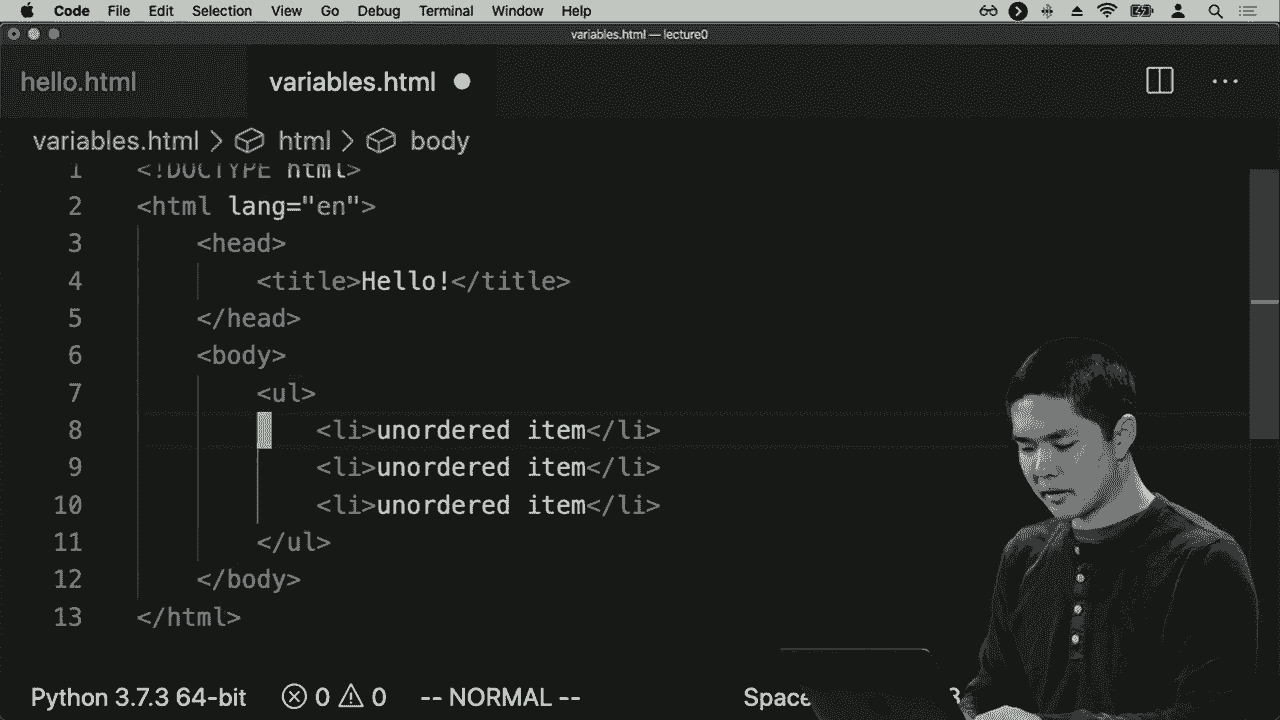 Code File Edit Selection View Go Debug Terminal Window Help
variables.html — lecture0
hello.html variables.html
variables.html > html > body
1 <!DOCTYPE html>
2 <html lang="en">
3 <head>
4 <title>Hello!</title>
5 </head>
6 <body>
7 <ul>
8 <li>unordered item</li>
9 <li>unordered item</li>
10 <li>unordered item</li>
11 </ul>
12 </body>
13 </html>
Python 3.7.3 64-bit 0 0 -- NORMAL --